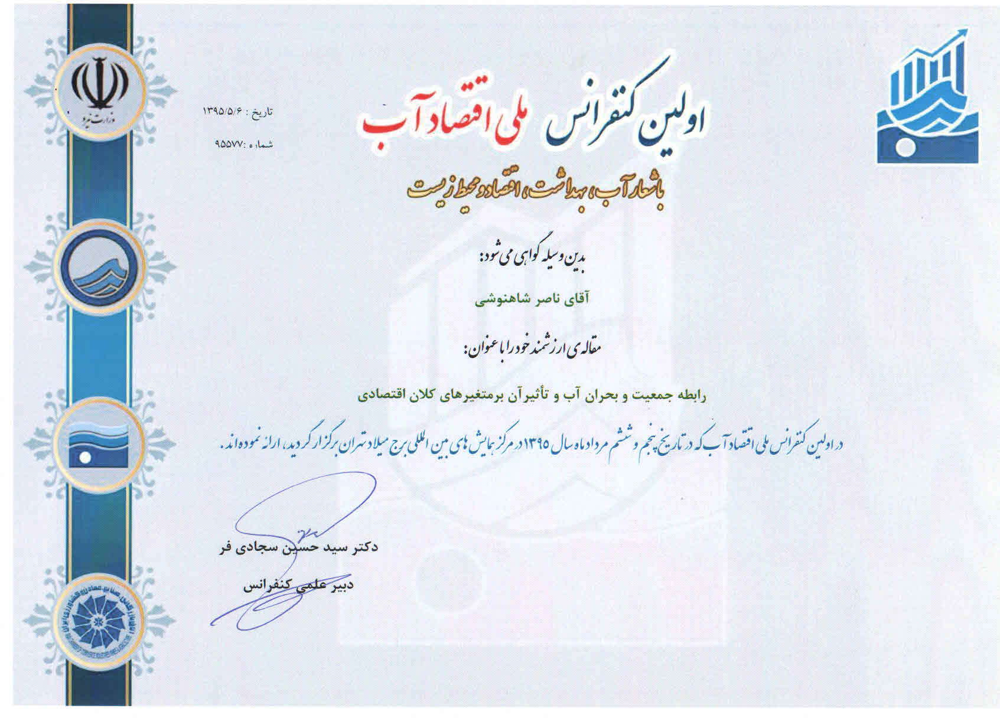 اولین کنفرانس ملی اقتصاد آب
با شعار آب، بهداشت، اقتصاد و محیط زیست
تاریخ : ۱۳۹۵/۵/۶
شماره :۹۵۵۷۷
وزارت نیرو
بدین وسیله گواهی می شود:
آقای ناصر شاهنوشی
مقاله ی ارزشمند خود را با عنوان:
رابطه جمعیت و بحران آب و تأثیرآن برمتغیرهای کلان اقتصادی
در اولین کنفرانس ملی اقتصاد آب که در تاریخ پنجم و ششم مرداد ماه سال ۱۳۹۵ در مرکز همایش های بین المللی برج میلاد تهران برگزار گردید، ارائه نموده اند.
دکتر سید حسین سجادی فر
دبیر علمی کنفرانس